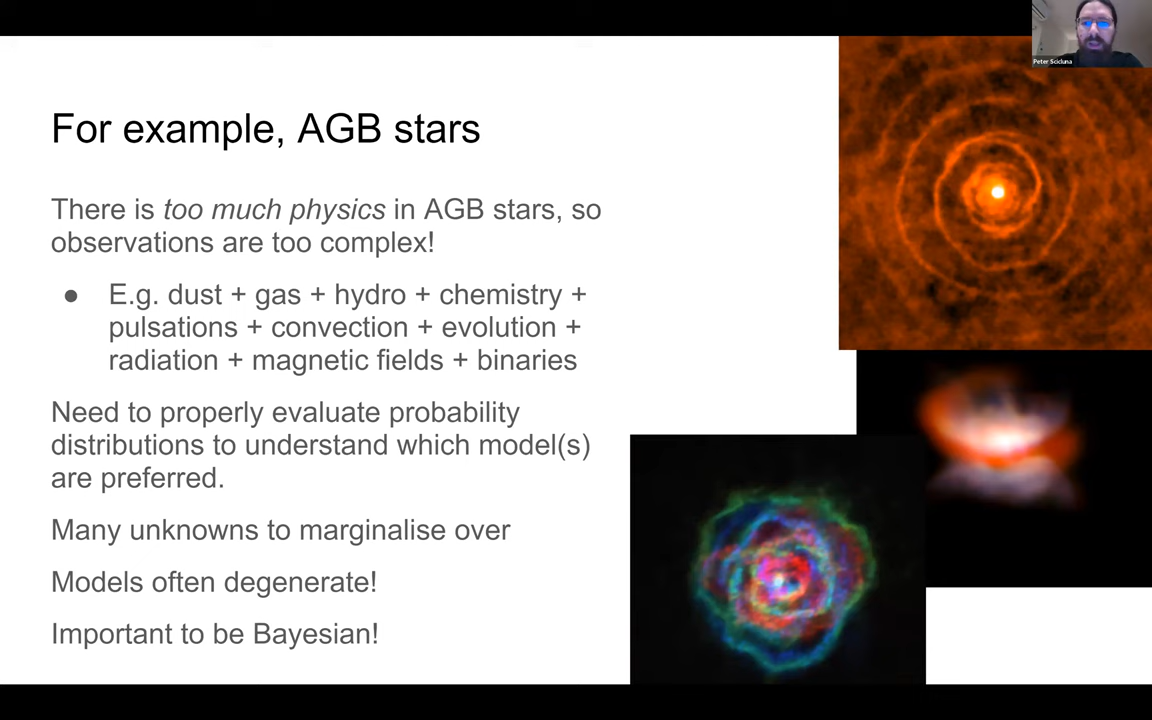 Peter Scicluna
For example, AGB stars
There is too much physics in AGB stars, so
observations are too complex!
● E.g. dust + gas + hydro + chemistry +
pulsations + convection + evolution +
radiation + magnetic fields + binaries
Need to properly evaluate probability
distributions to understand which model(s)
are preferred.
Many unknowns to marginalise over
Models often degenerate!
Important to be Bayesian!